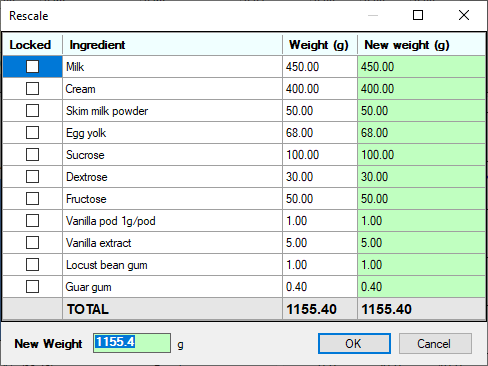 Rescale
Locked Ingredient Weight (g) New weight (g)
Milk 450.00 450.00
Cream 400.00 400.00
Skim milk powder 50.00 50.00
Egg yolk 68.00 68.00
Sucrose 100.00 100.00
Dextrose 30.00 30.00
Fructose 50.00 50.00
Vanilla pod 1g/pod 1.00 1.00
Vanilla extract 5.00 5.00
Locust bean gum 1.00 1.00
Guar gum 0.40 0.40
TOTAL 1155.40 1155.40
New Weight 1155.4 g OK Cancel